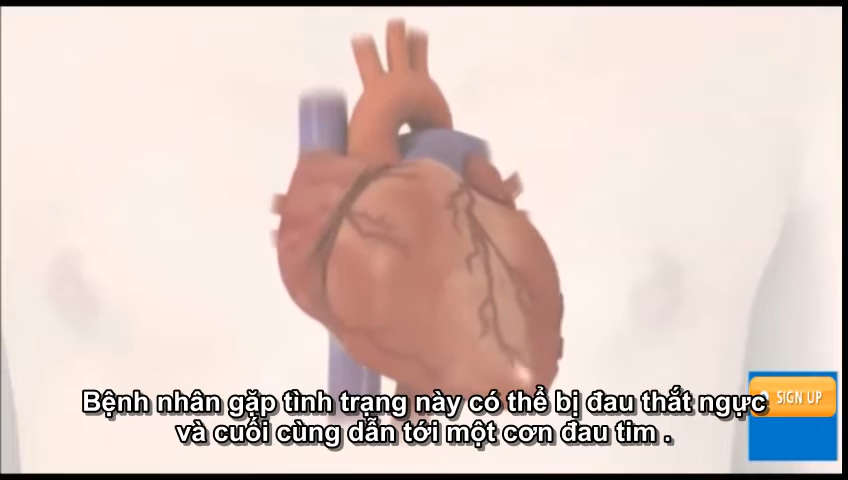 SIGN UP
Bệnh nhân gặp tình trạng này có thể bị đau thắt ngực
và cuối cùng dẫn tới một cơn đau tim .